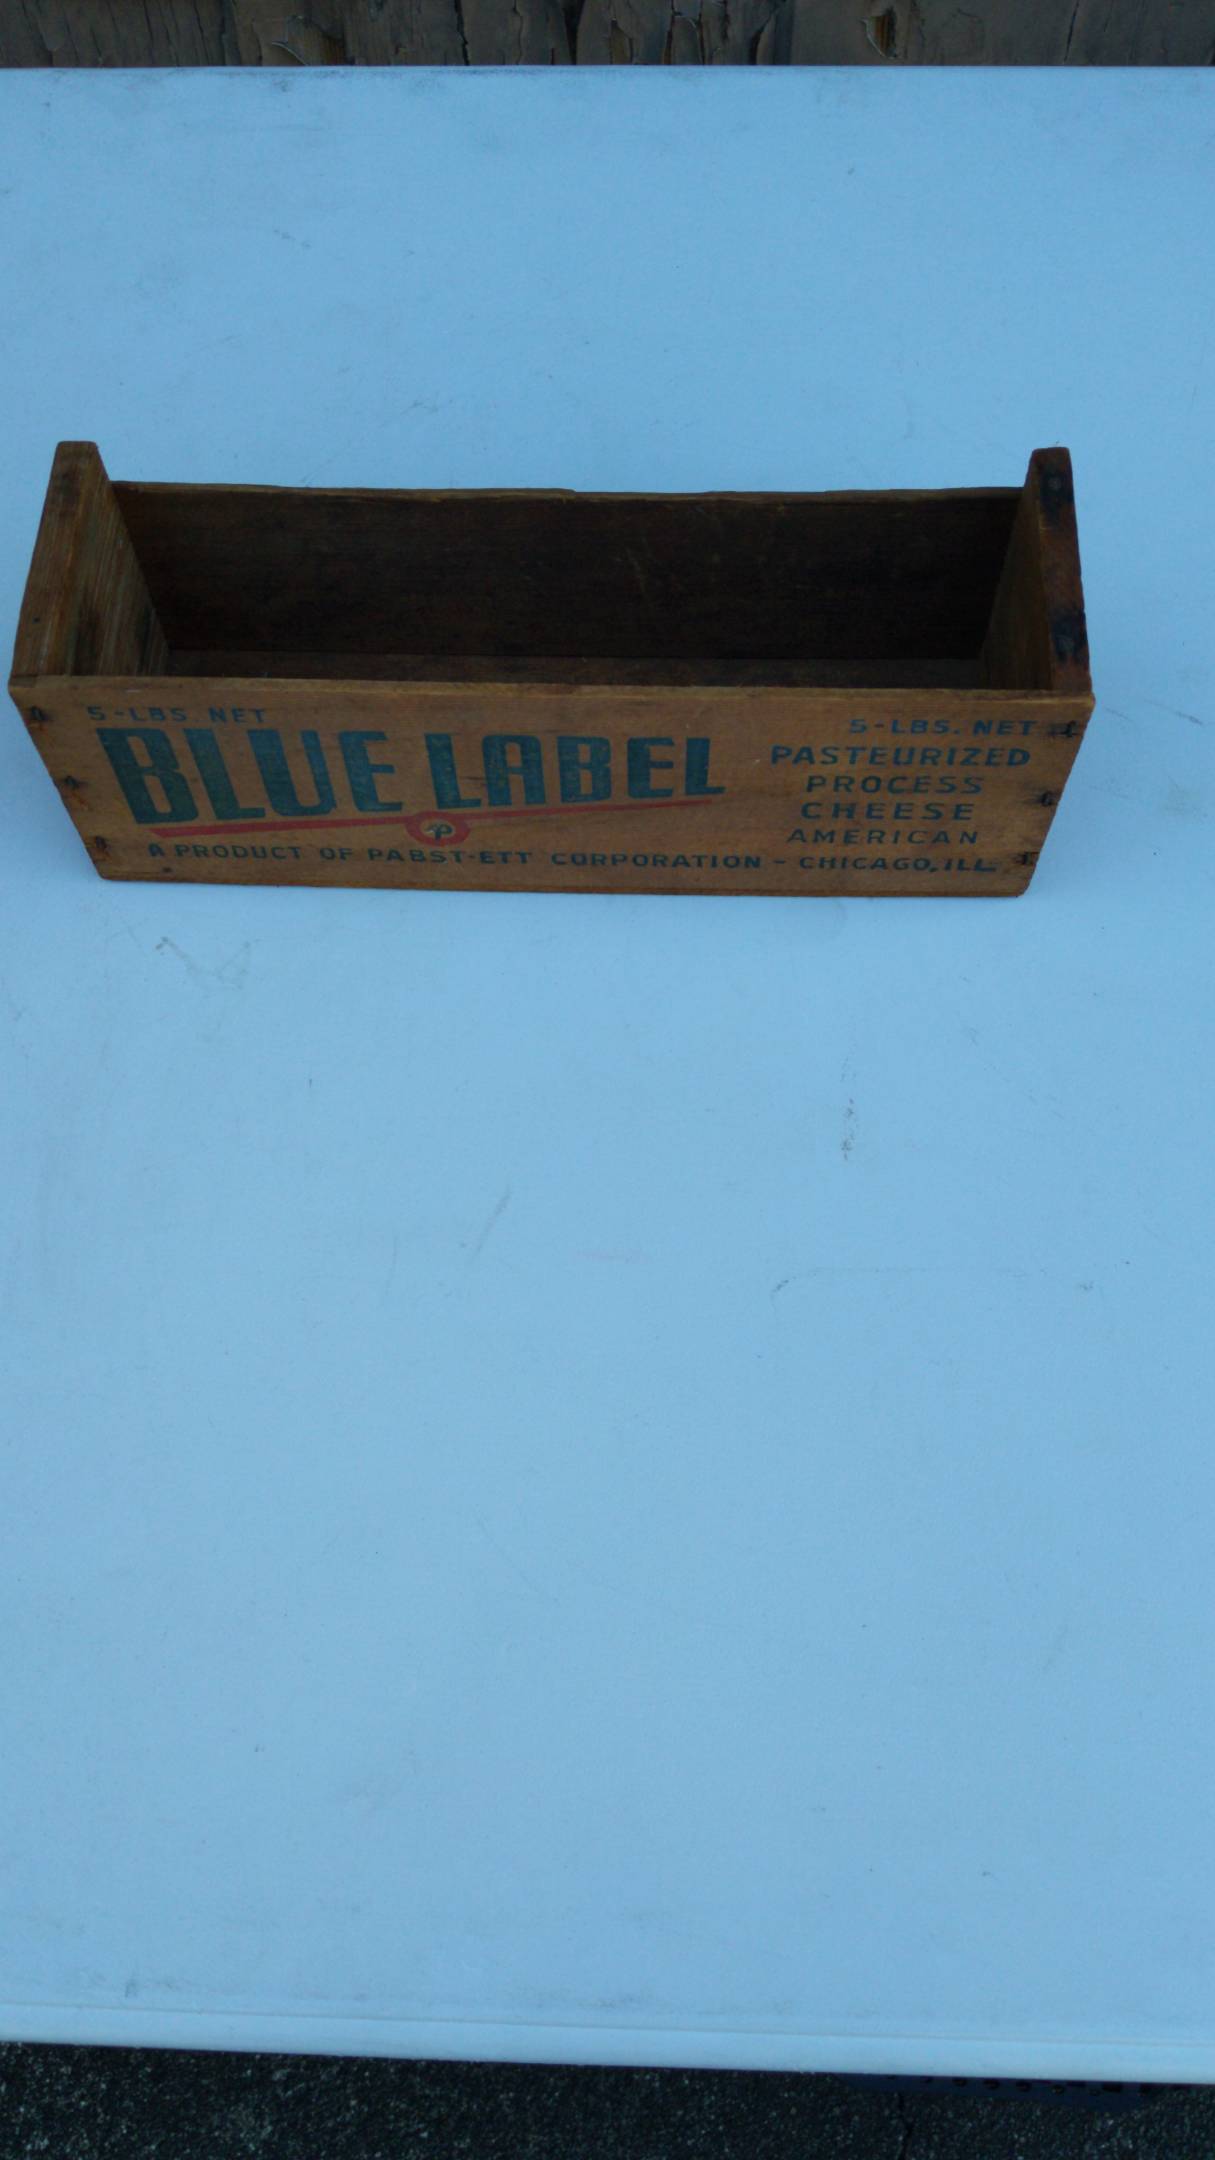 5-LBS. NET
BLUE LABEL
P
A PRODUCT OF PABST-ETT CORPORATION - CHICAGO, ILL.
5-LBS. NET
PASTEURIZED
PROCESS
CHEESE
AMERICAN